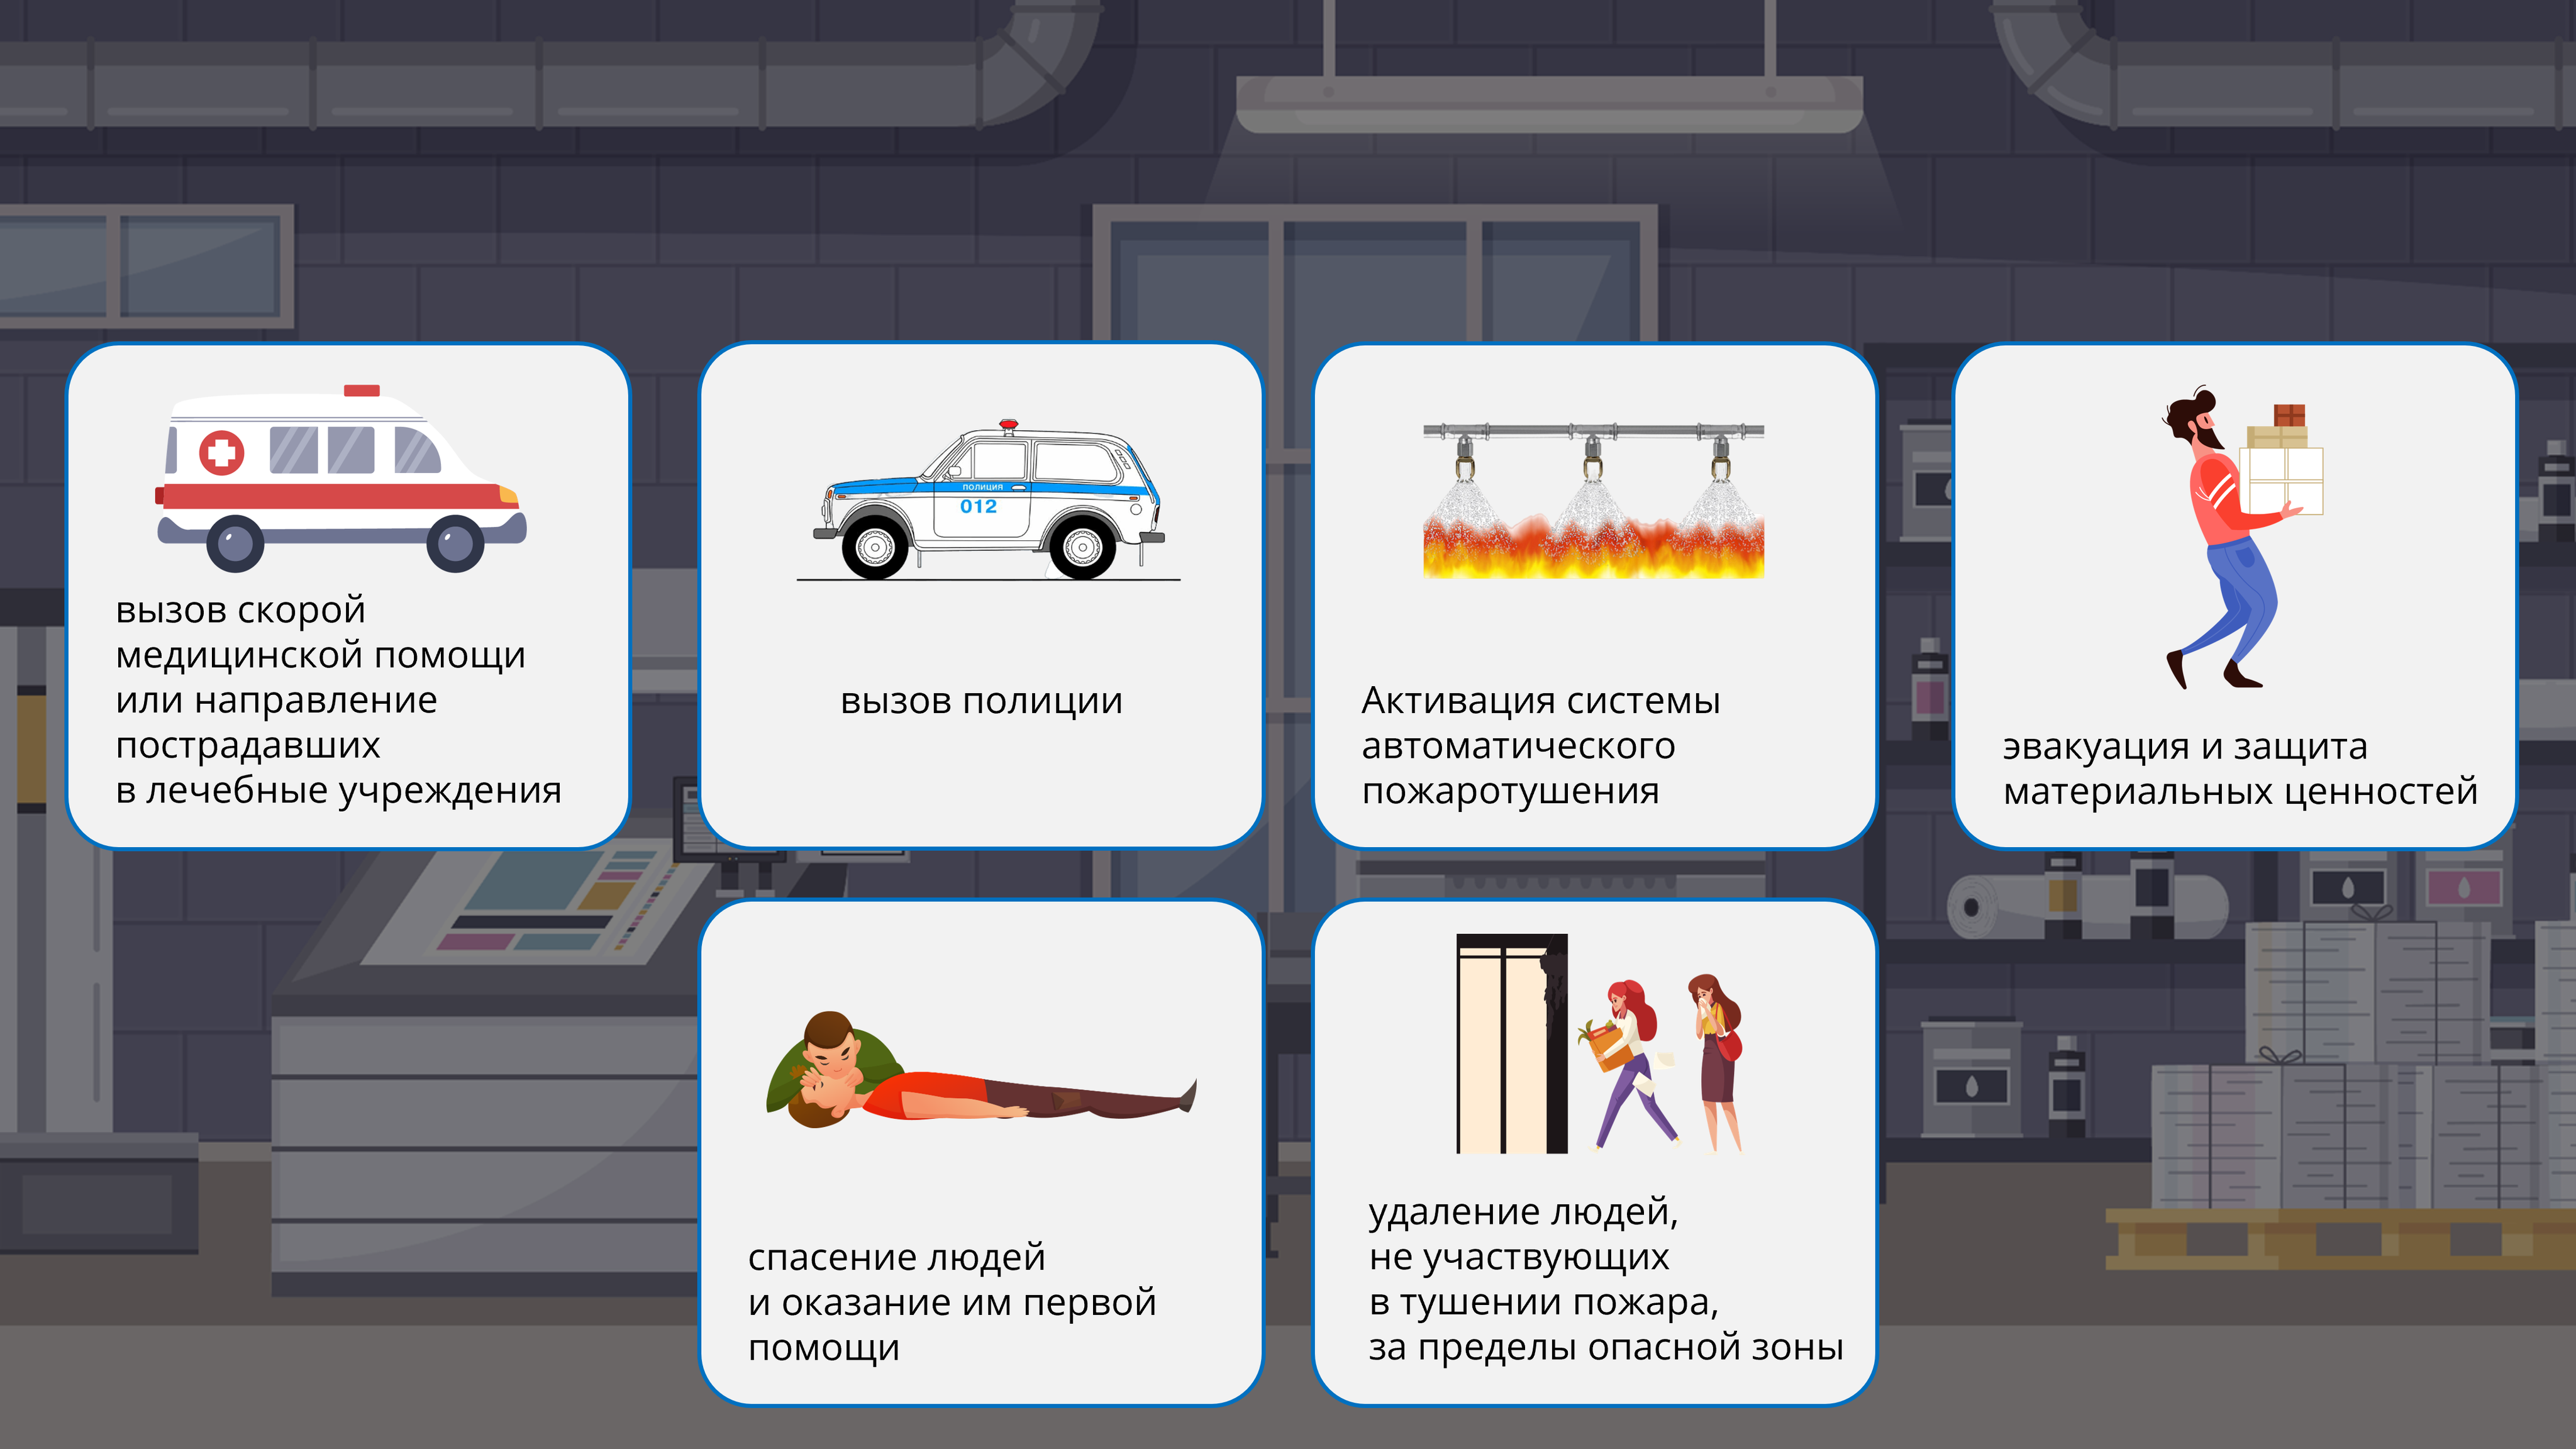 вызов скорой
медицинской помощи
или направление
пострадавших
в лечебные учреждения
ПОЛИЦИЯ
012
вызов полиции
Активация системы
автоматического
пожаротушения
эвакуация и защита
материальных ценностей
спасение людей
и оказание им первой
помощи
удаление людей,
не участвующих
в тушении пожара,
за пределы опасной зоны